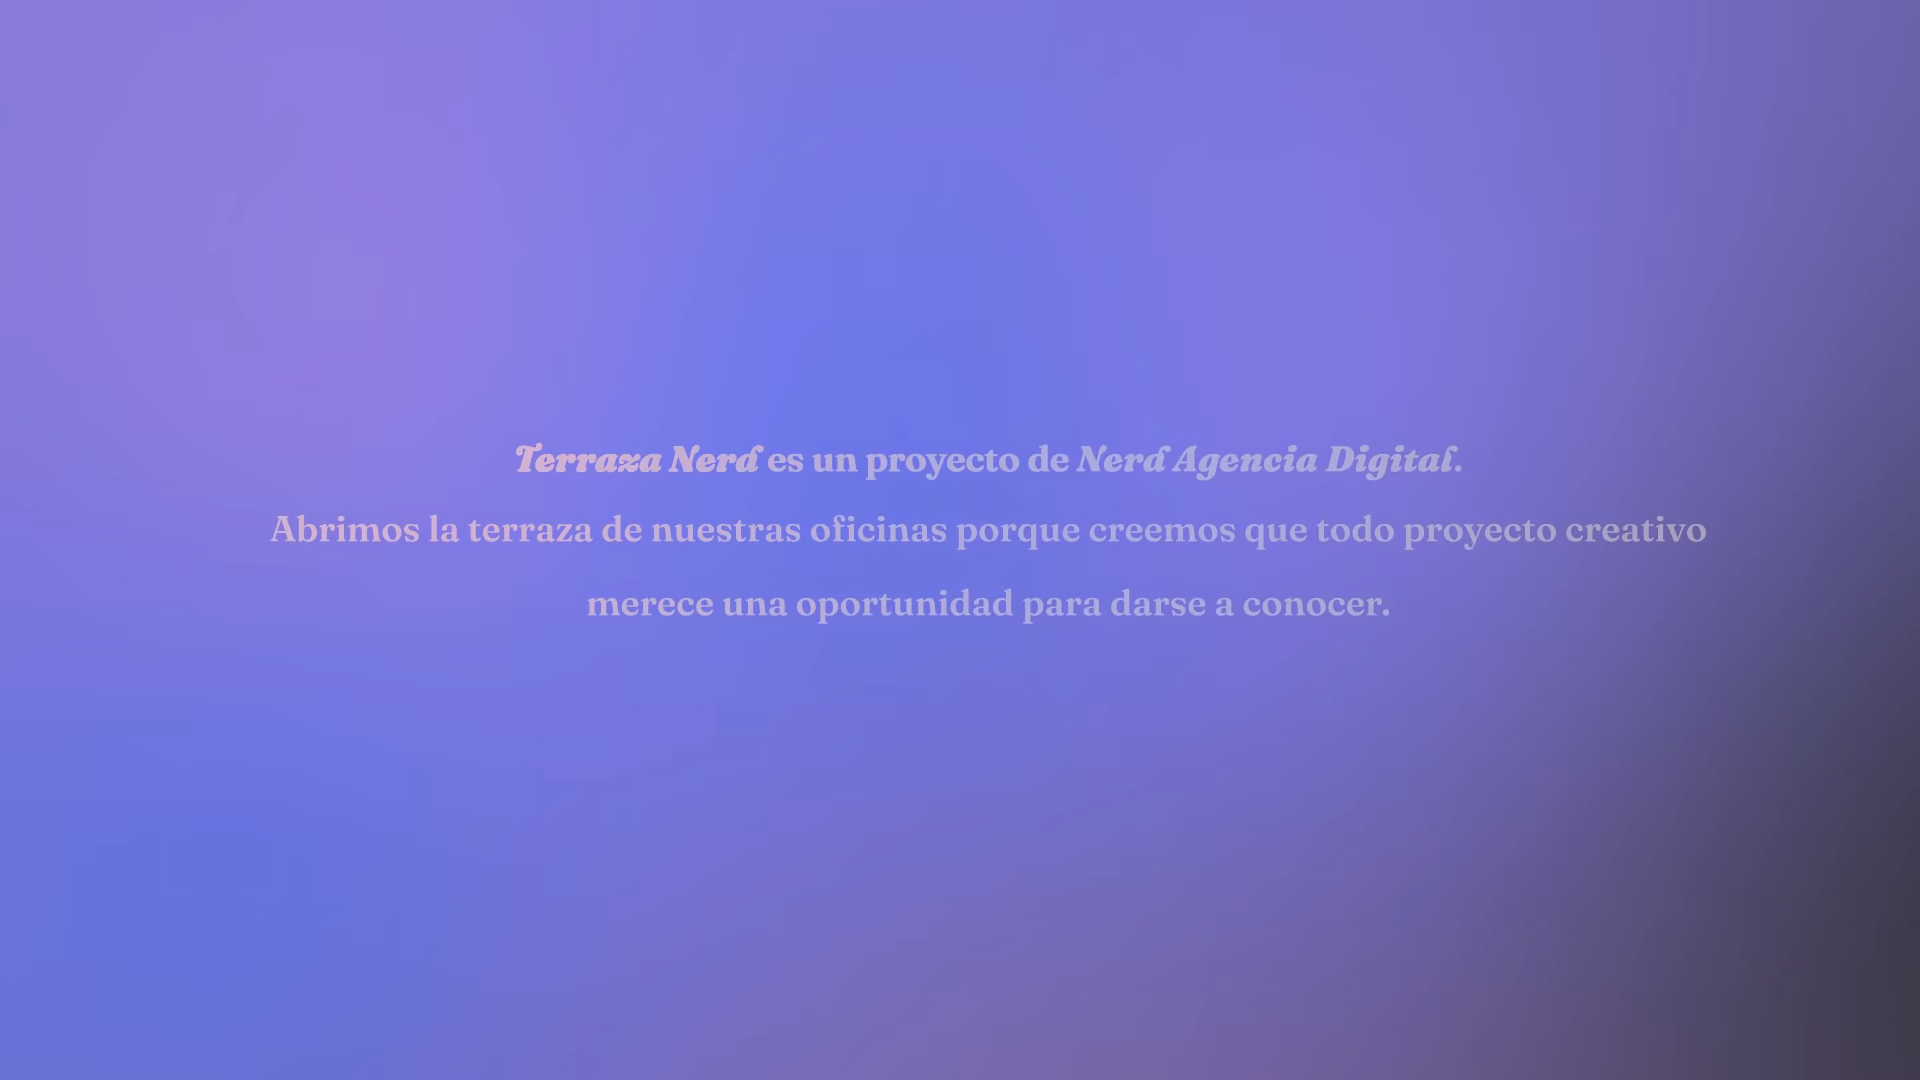 Terraza Nerd es un proyecto de Nerd Agencia Digital.
Abrimos la terraza de nuestras oficinas porque creemos que todo proyecto creativo
merece una oportunidad para darse a conocer.